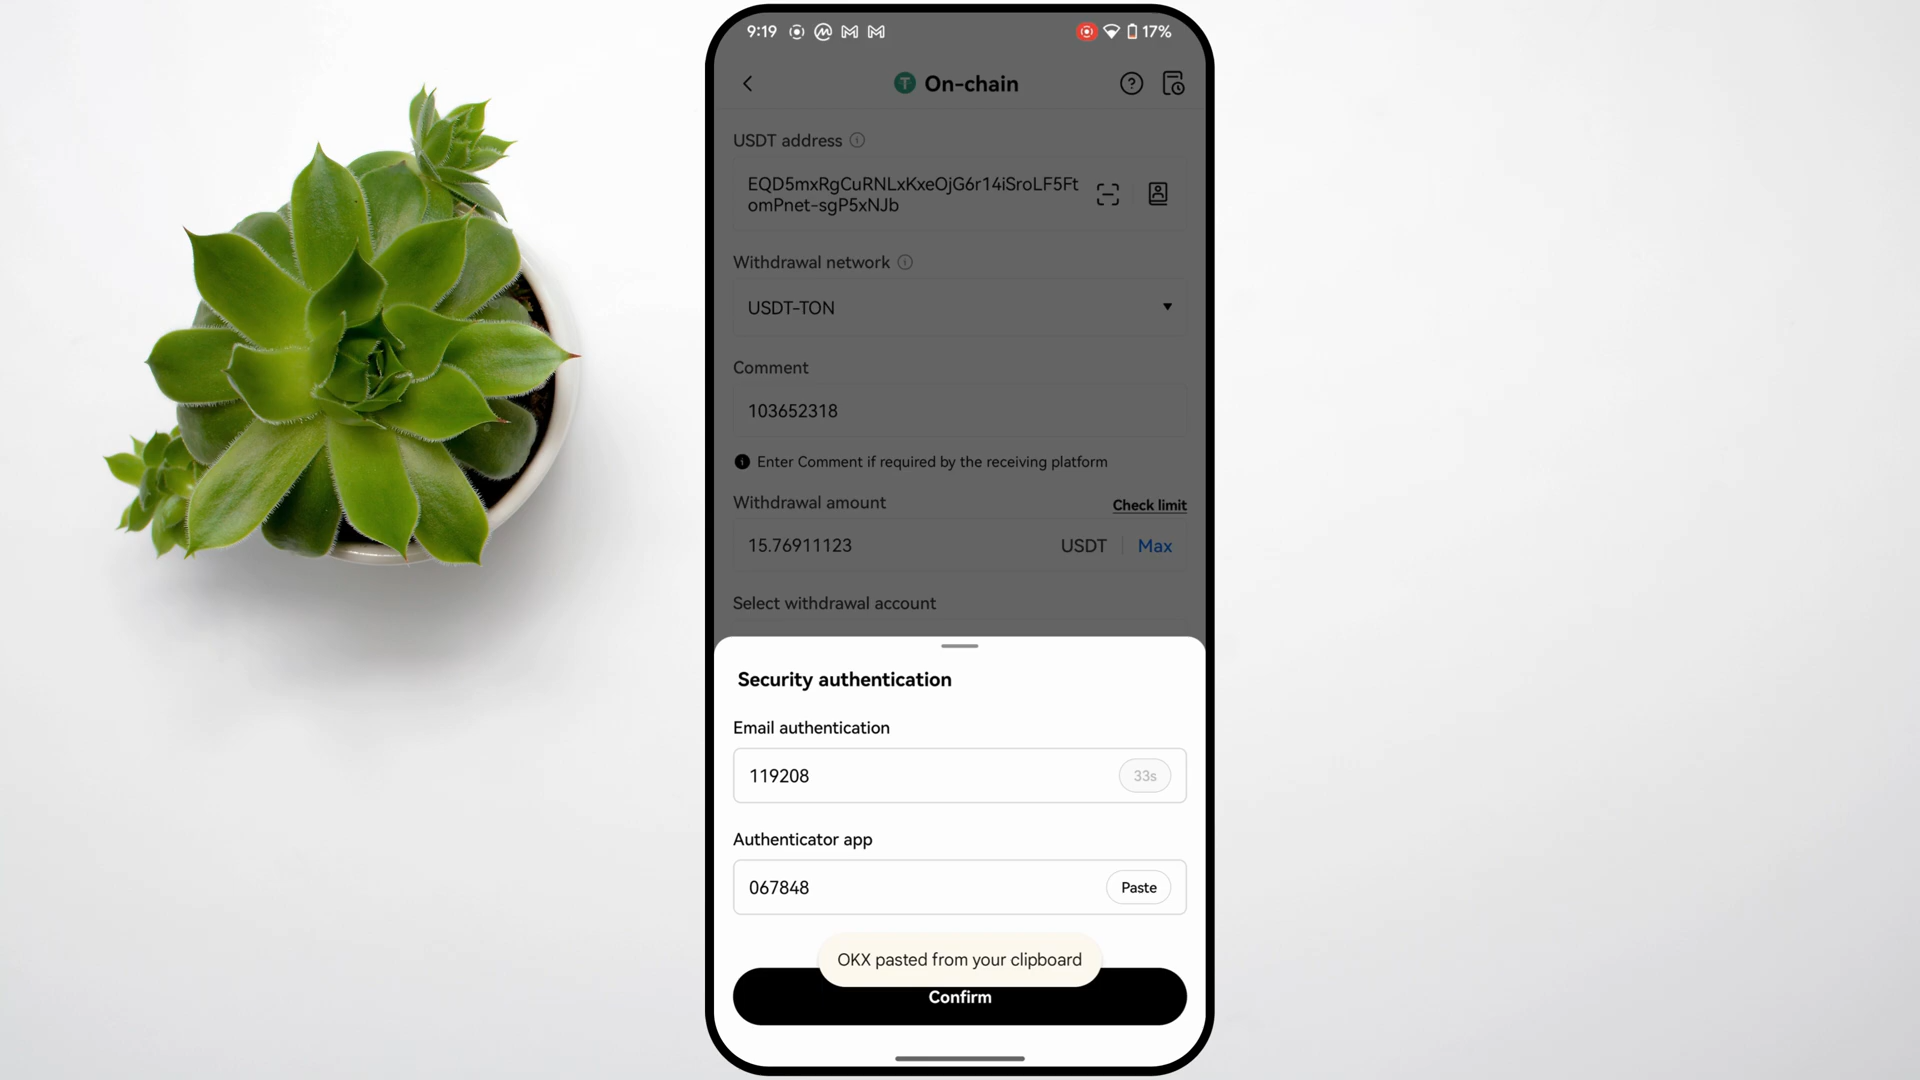 9:19
17%
On-chain
USDT address
EQD5mxRgCuRNLxKxeOjG6r14iSroLF5Ft
omPnet-sgP5xNJb
Withdrawal network
USDT-TON
Comment
103652318
Enter Comment if required by the receiving platform
Withdrawal amount
Check limit
15.76911123
USDT
Max
Select withdrawal account
Security authentication
Email authentication
119208
33s
Authenticator app
067848
Paste
OKX pasted from your clipboard
Confirm